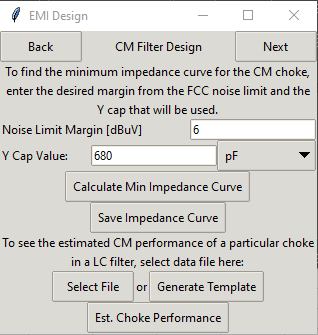 EMI Design
Back CM Filter Design Next
To find the minimum impedance curve for the CM choke,
enter the desired margin from the FCC noise limit and the
Y cap that will be used.
Noise Limit Margin [dBuV] 6
Y Cap Value: 680 pF
Calculate Min Impedance Curve
Save Impedance Curve
To see the estimated CM performance of a particular choke
in a LC filter, select data file here:
Select File or Generate Template
Est. Choke Performance